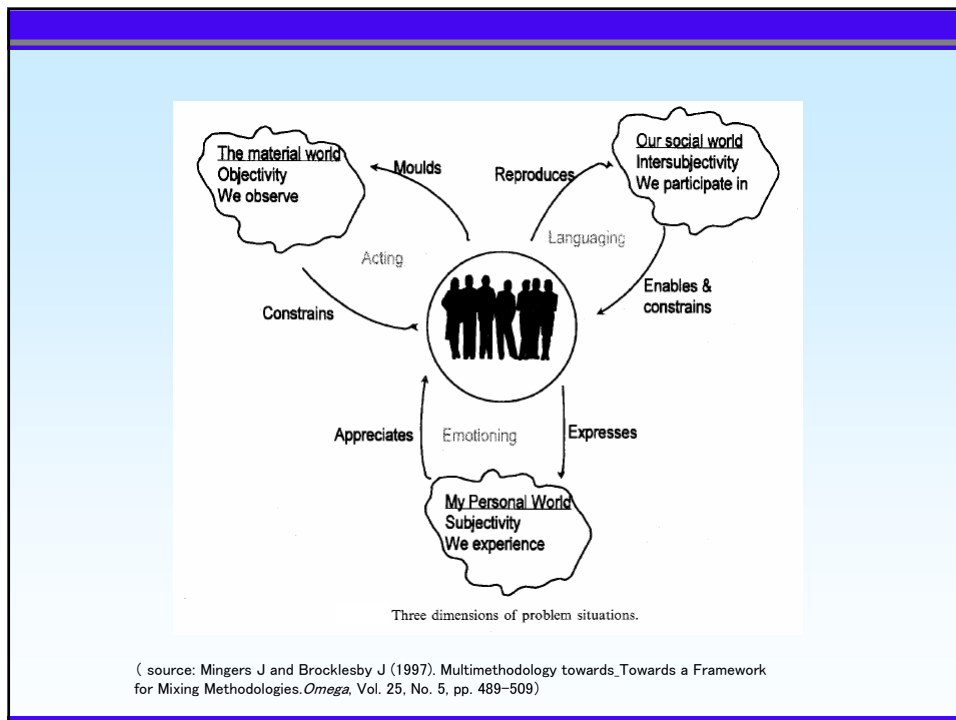 The material world
Objectivity
We observe
Moulds
Reproduces
Our social world
Intersubjectivity
We participate in
Acting
Languaging
Constrains
Enables &
constrains
Appreciates
Emotioning
Expresses
My Personal World
Subjectivity
We experience
Three dimensions of problem situations.
( source: Mingers J and Brocklesby J (1997). Multimethodology towards_Towards a Framework
for Mixing Methodologies.Omega, Vol. 25, No. 5, pp. 489-509)